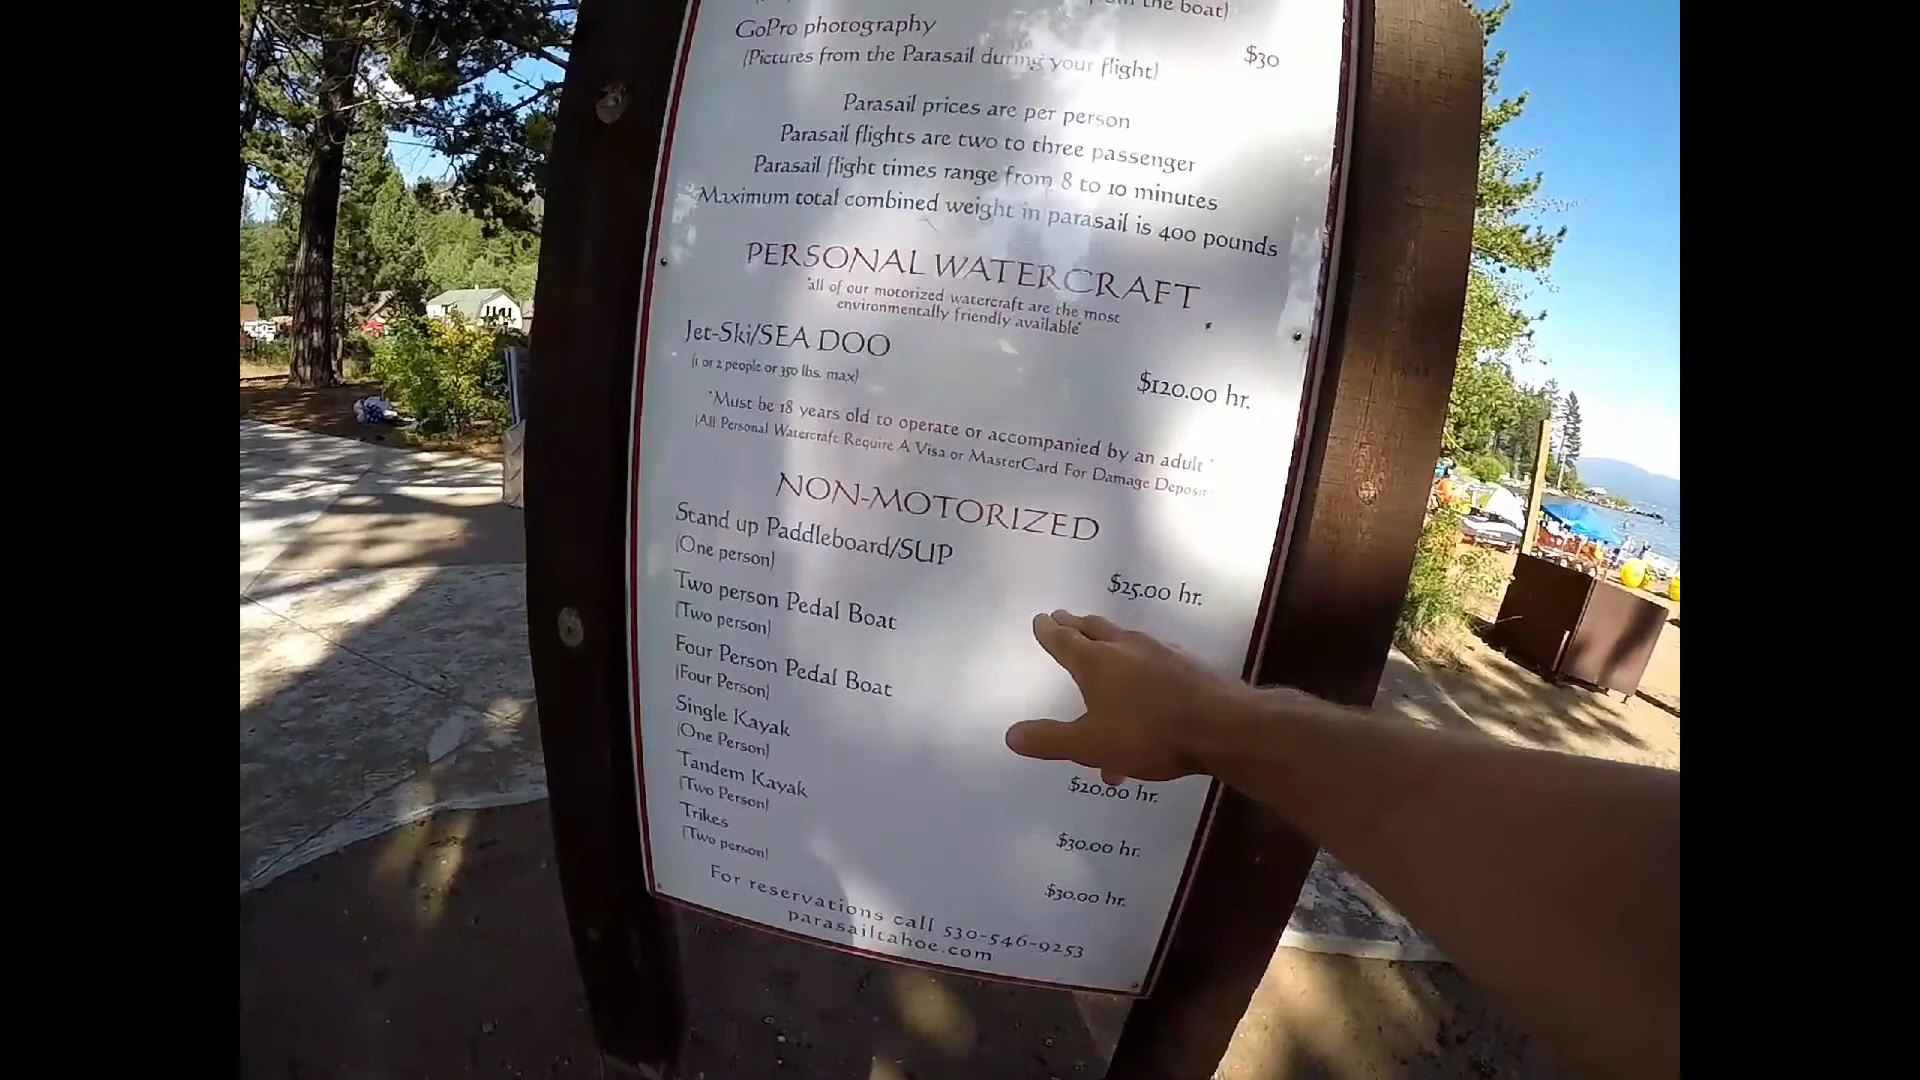 the boat)
GoPro photography
$30
(Pictures from the Parasail during your flight)
Parasail prices are per person
Parasail flights are two to three passenger
Parasail flight times range from 8 to 10 minutes
Maximum total combined weight in parasail is 400 pounds
PERSONAL WATERCRAFT
"all of our motorized watercraft are the most
environmentally friendly available"
Jet-Ski/SEA DOO
(1 or 2 people or 350 lbs. max)
$120.00 hr.
"Must be 18 years old to operate or accompanied by an adult"
(All Personal Watercraft Require A Visa or MasterCard For Damage Deposit
NON-MOTORIZED
Stand up Paddleboard/SUP
(One person)
$25.00 hr.
Two person Pedal Boat
(Two person)
Four Person Pedal Boat
(Four Person)
Single Kayak
(One Person)
$20.00 hr.
Tandem Kayak
(Two Person)
$30.00 hr.
Trikes
(Two person)
$30.00 hr.
For reservations call 530-546-9253
parasailtahoe.com